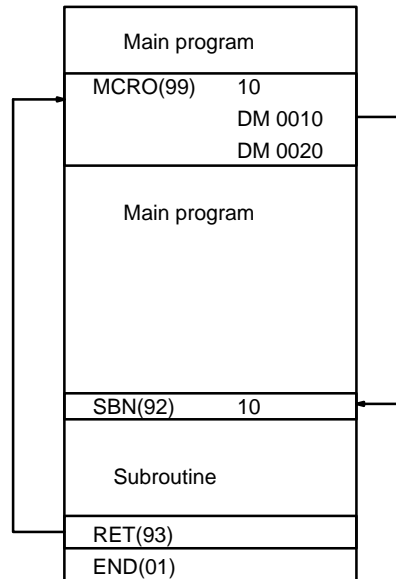 Main program
MCRO(99) 10
DM 0010
DM 0020
Main program
SBN(92) 10
Subroutine
RET(93)
END(01)